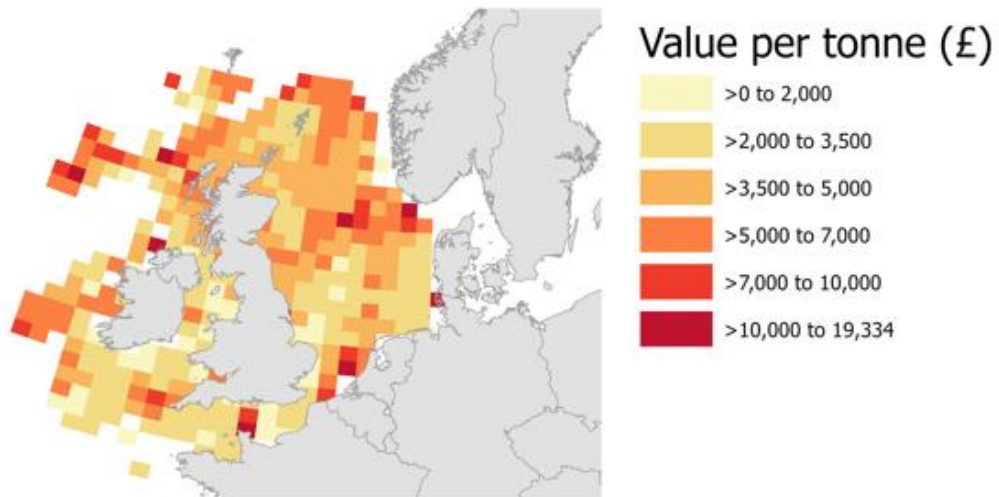 Value per tonne (£)
>0 to 2,000
>2,000 to 3,500
>3,500 to 5,000
>5,000 to 7,000
>7,000 to 10,000
>10,000 to 19,334